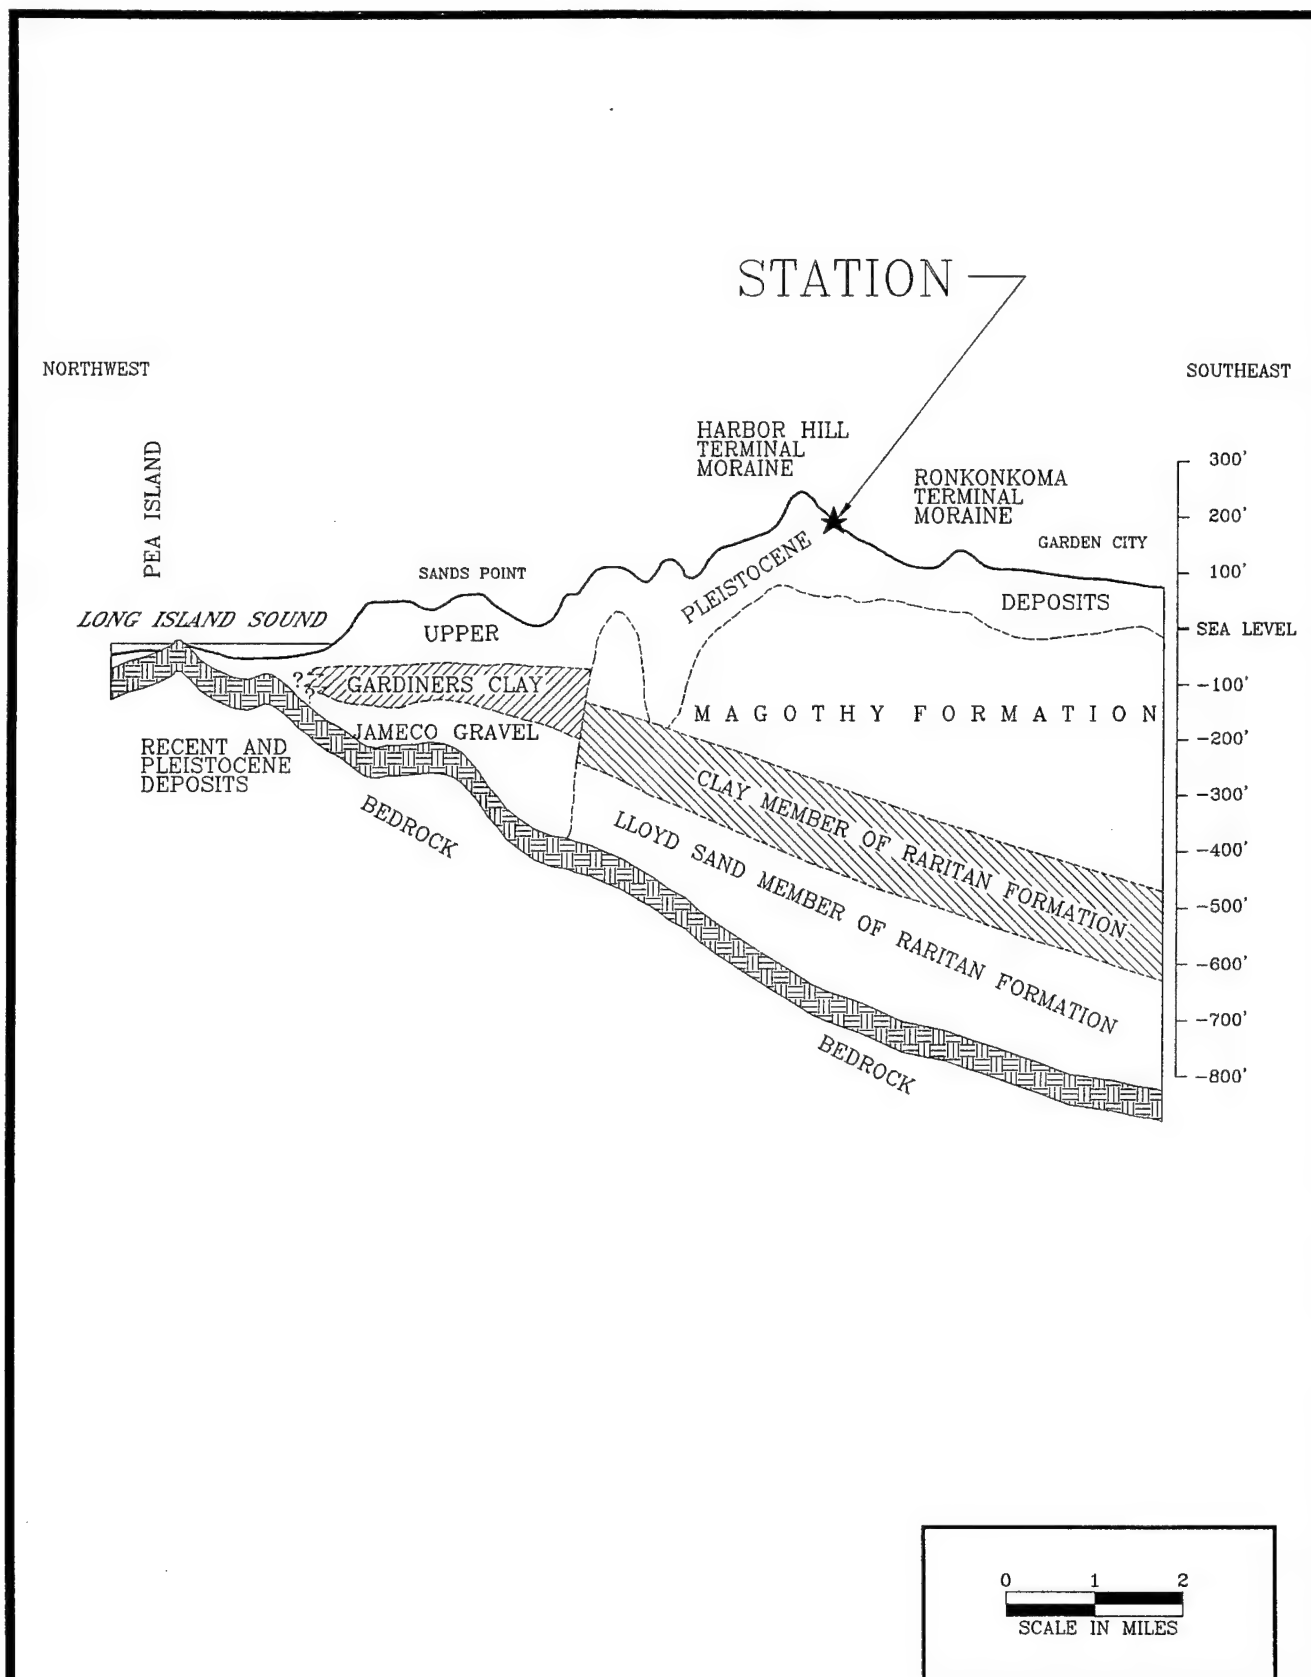 STATION
NORTHWEST
SOUTHEAST
PEA ISLAND
HARBOR HILL
TERMINAL
MORAINE
RONKONKOMA
TERMINAL
MORAINE
GARDEN CITY
SANDS POINT
LONG ISLAND SOUND
UPPER
PLEISTOCENE
DEPOSITS
300'
200'
100'
SEA LEVEL
-100'
-200'
-300'
-400'
-500'
-600'
-700'
-800'
???
GARDINERS CLAY
JAMECO GRAVEL
MAGOTHY FORMATION
RECENT AND
PLEISTOCENE
DEPOSITS
BEDROCK
CLAY MEMBER OF RARITAN FORMATION
LLOYD SAND MEMBER OF RARITAN FORMATION
BEDROCK
0 1 2
SCALE IN MILES